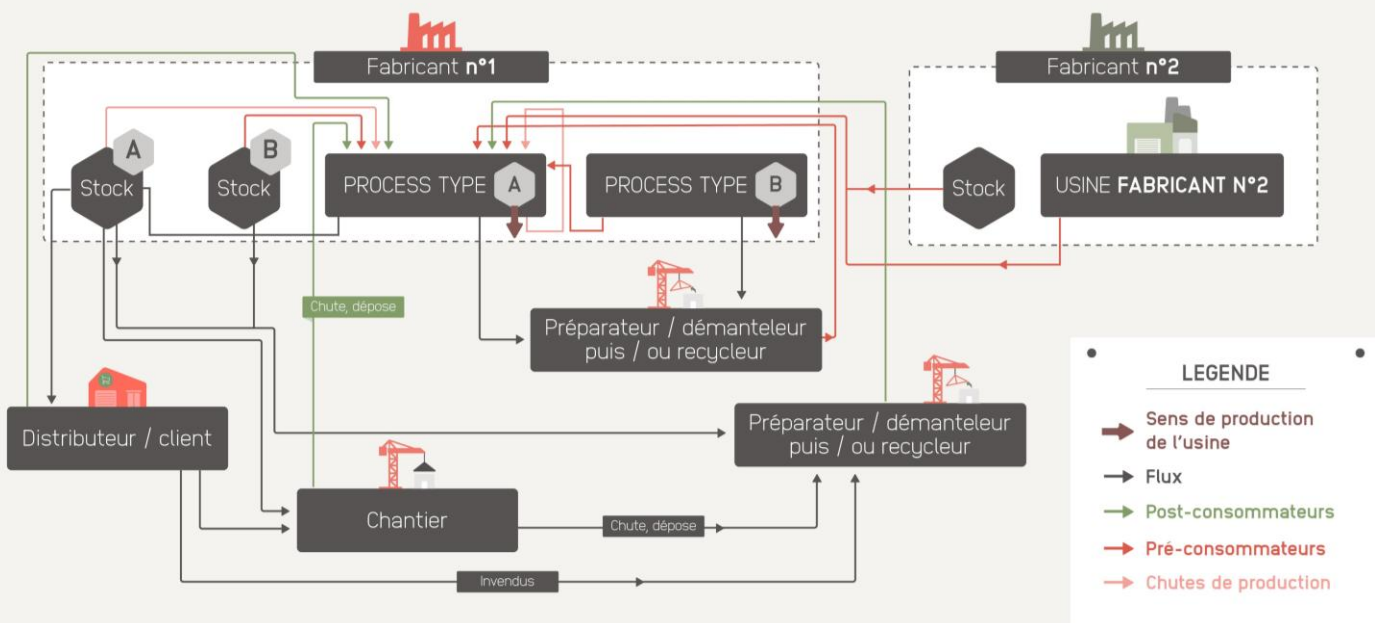 Fabricant n°1
Fabricant n°2
A
Stock
B
Stock
PROCESS TYPE A
PROCESS TYPE B
Stock
USINE FABRICANT N°2
Chute, dépose
Préparateur / démanteleur
puis / ou recycleur
Distributeur / client
Préparateur / démanteleur
puis / ou recycleur
Chantier
Chute, dépose
Invendus
LEGENDE
Sens de production
de l'usine
Flux
Post-consommateurs
Pré-consommateurs
Chutes de production